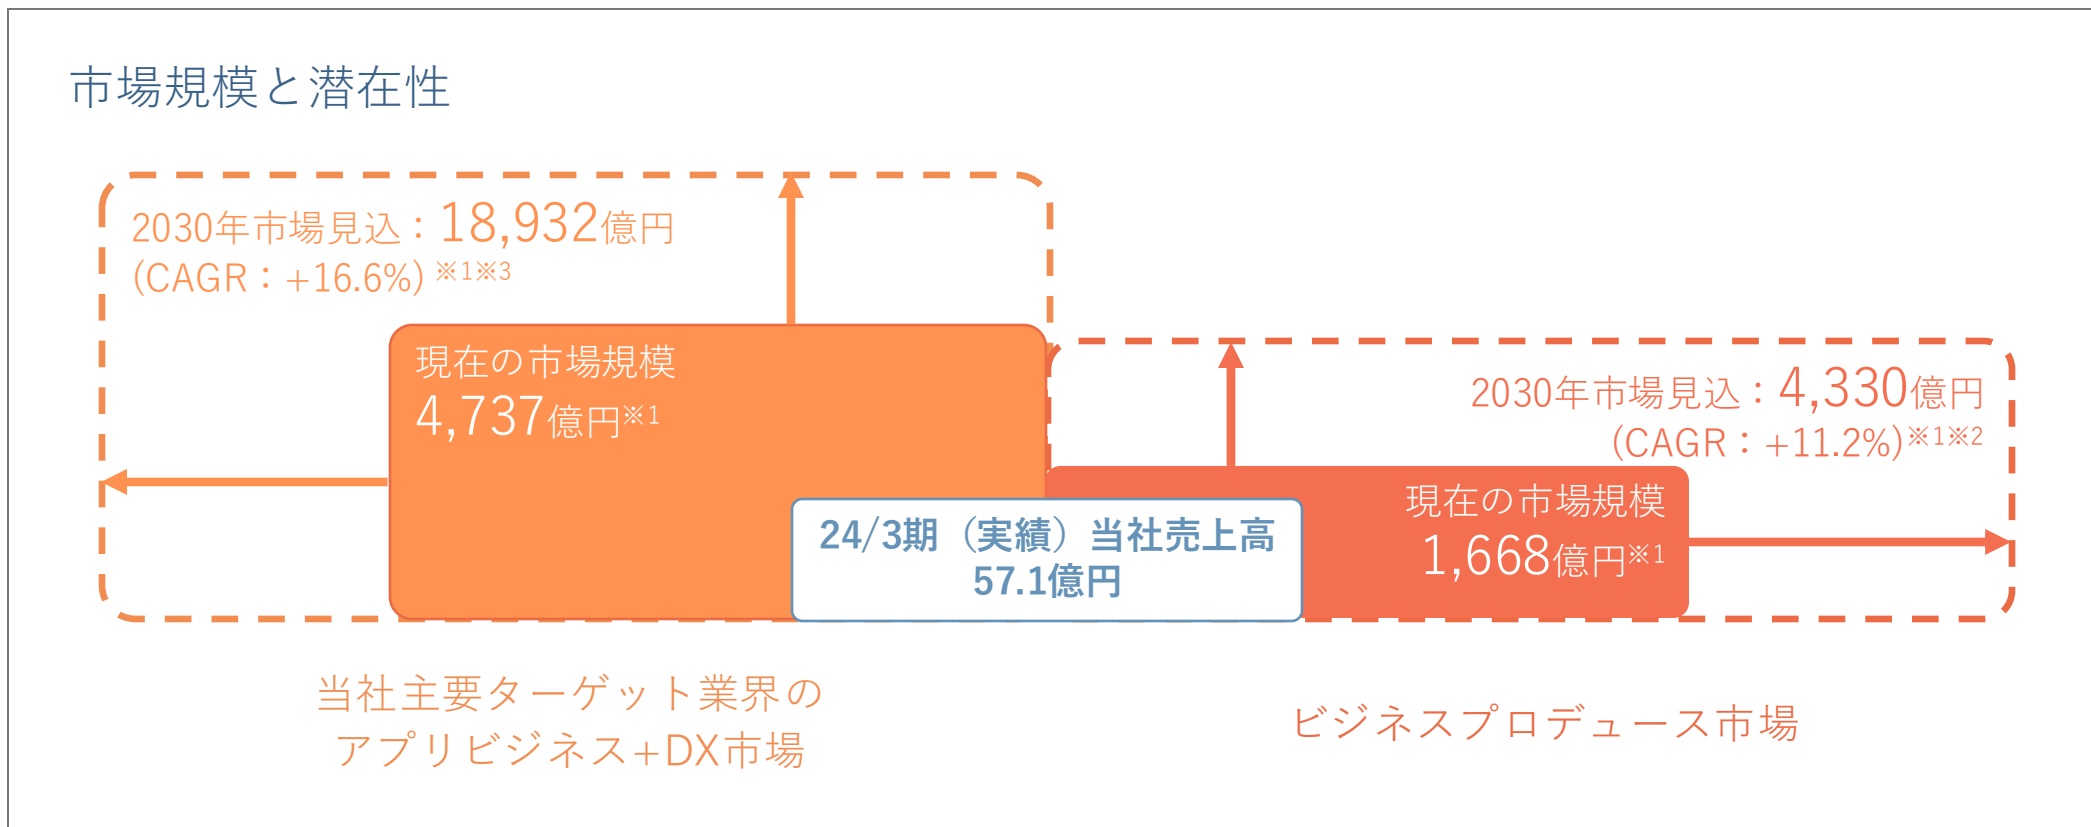 市場規模と潜在性
2030年市場見込：18,932億円
(CAGR：+16.6%)※1※3
現在の市場規模
4,737億円※1
2030年市場見込：4,330億円
(CAGR：+11.2%)※1※2
現在の市場規模
1,668億円※1
24/3期（実績）当社売上高
57.1億円
当社主要ターゲット業界の
アプリビジネス+DX市場
ビジネスプロデュース市場